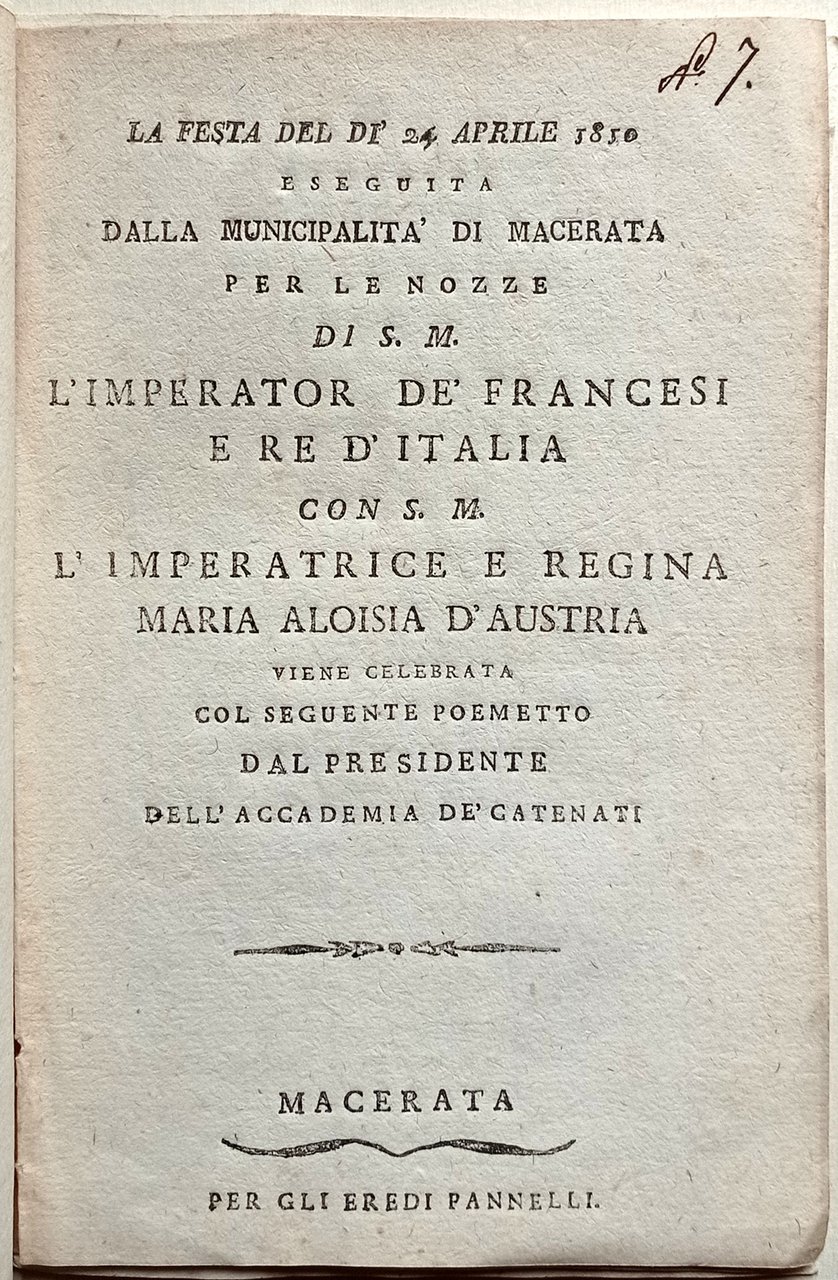 N.º 7.
LA FESTA DEL DI' 24 APRILE 1810
ESEGUITA
DALLA MUNICIPALITA' DI MACERATA
PER LE NOZZE
DI S. M.
L'IMPERATOR DE' FRANCESI
E RE D'ITALIA
CON S. M.
L'IMPERATRICE E REGINA
MARIA ALOISIA D'AUSTRIA
VIENE CELEBRATA
COL SEGUENTE POEMETTO
DAL PRESIDENTE
DELL'ACCADEMIA DE'CATENATI
MACERATA
PER GLI EREDI PANNELLI.